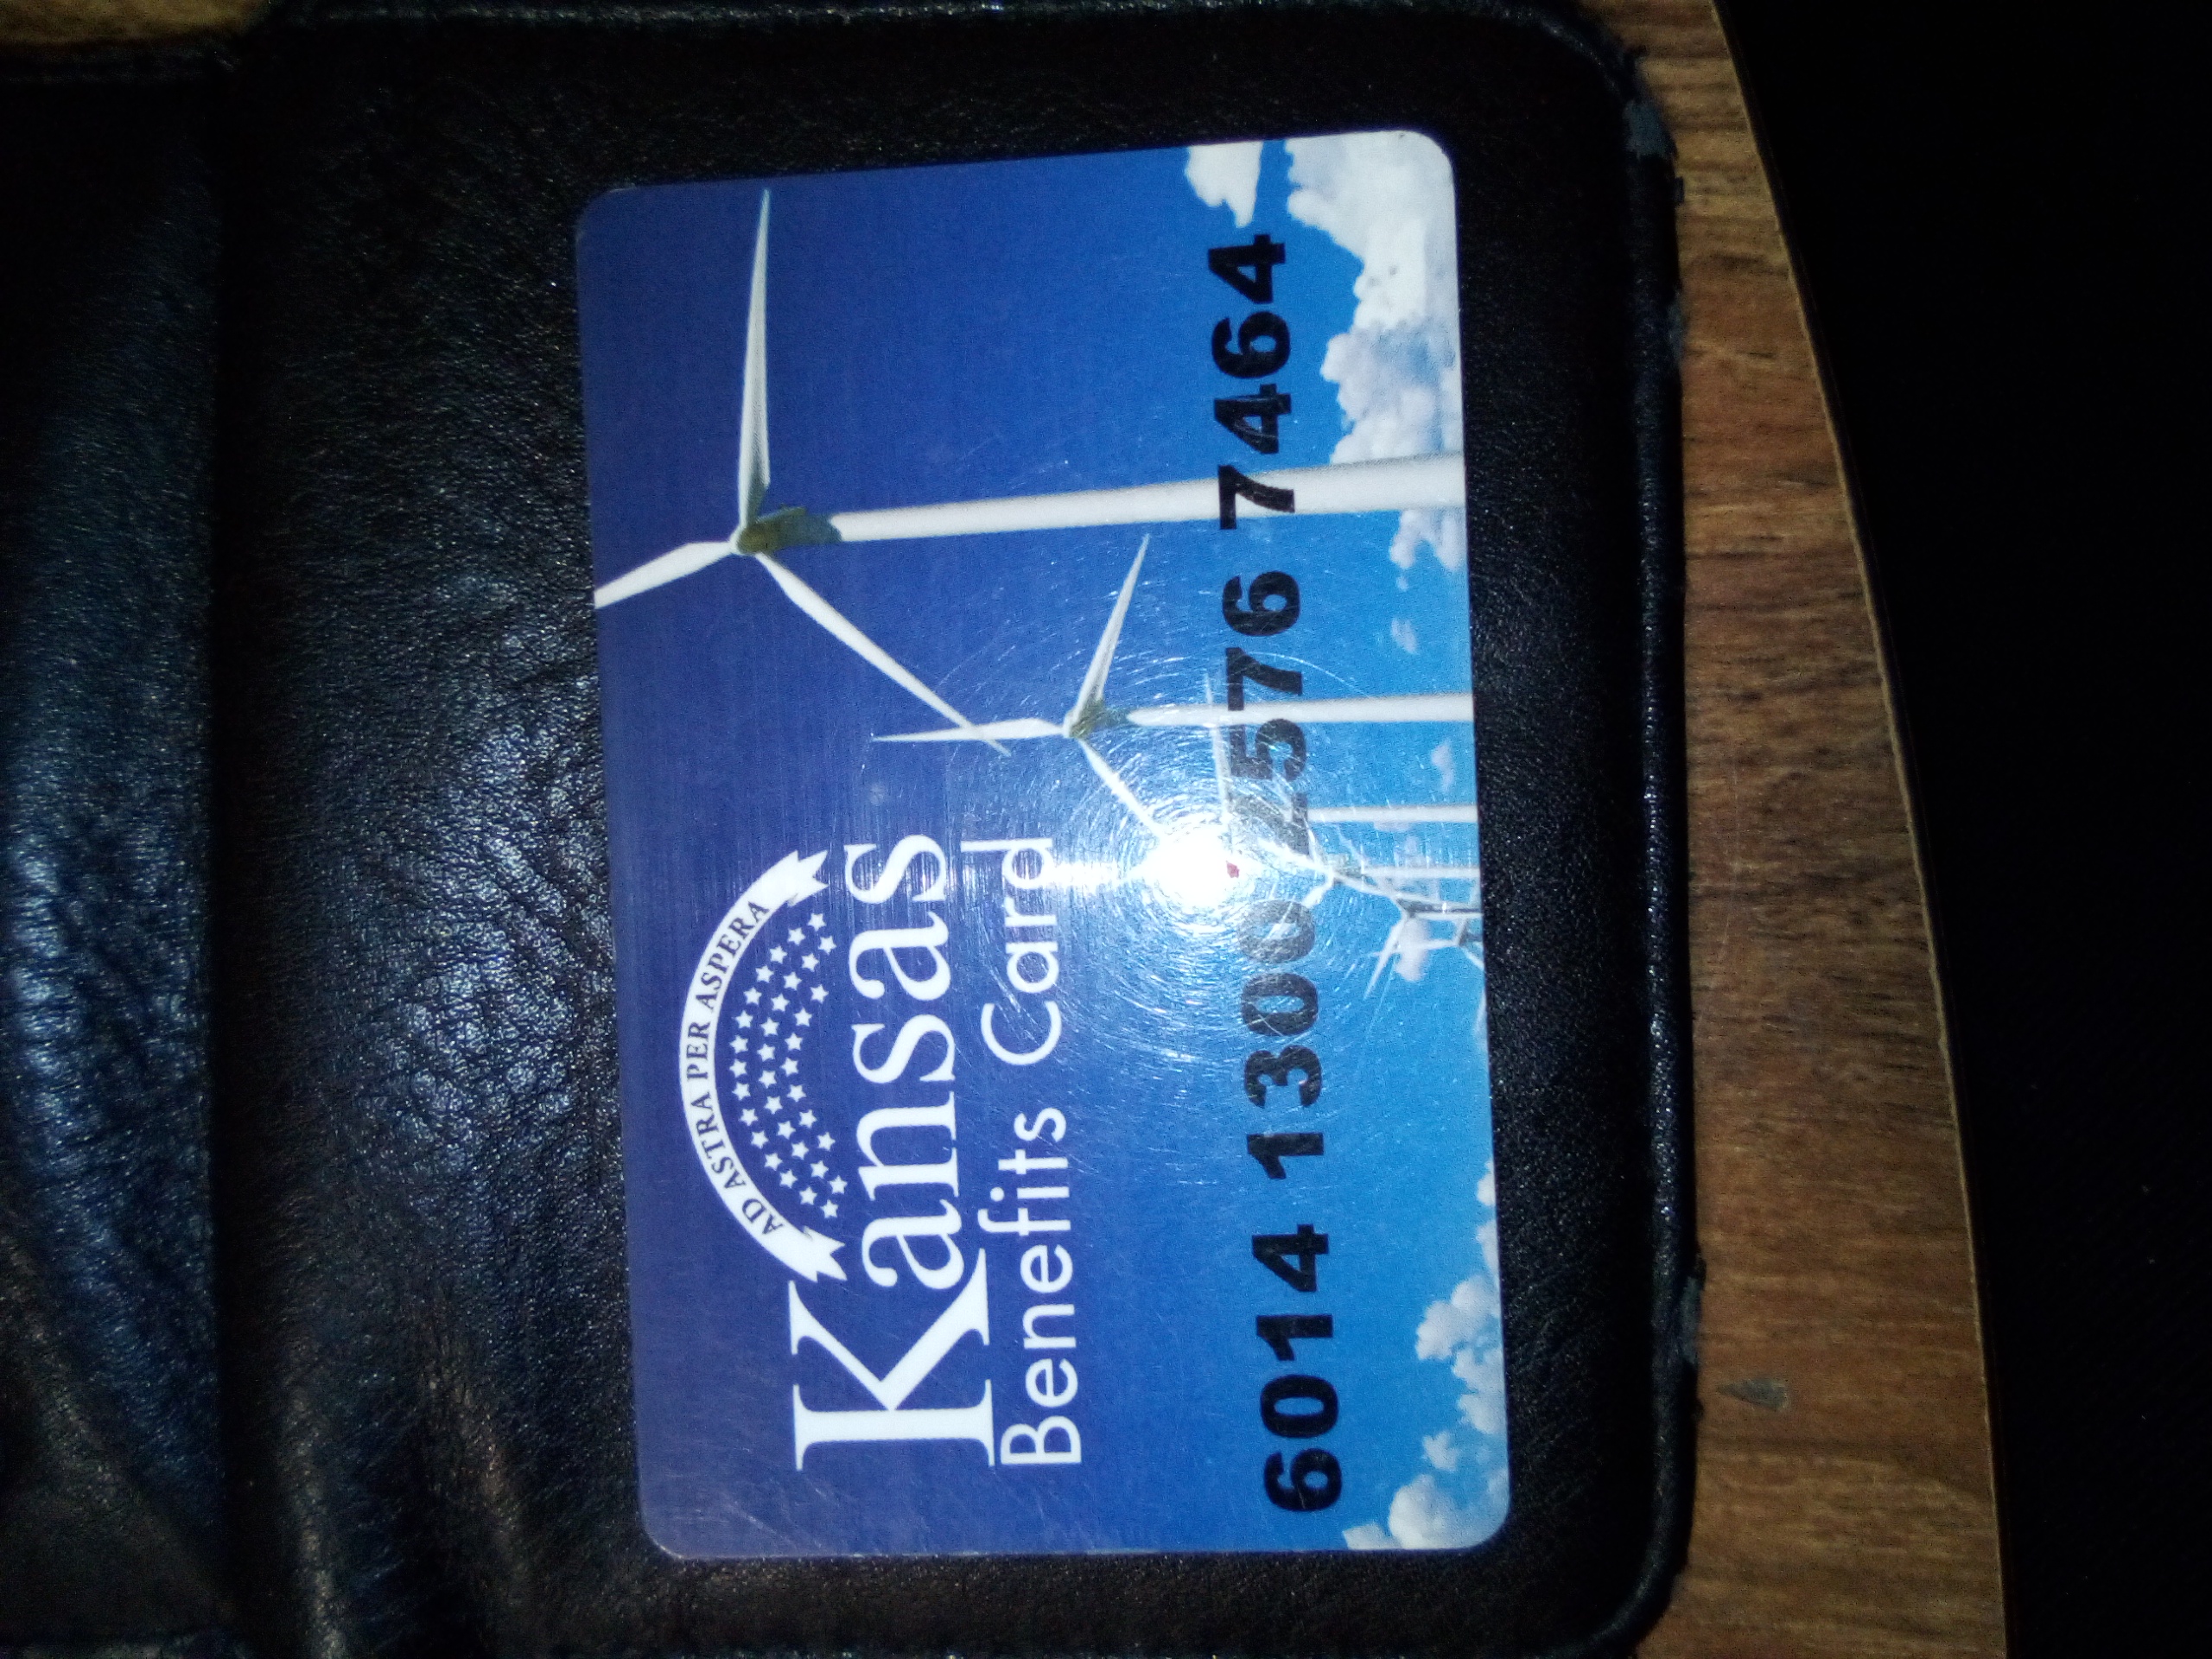 AD ASTRA PER ASPERA
Kansas
Benefits Card
6014 1300 2576 7464